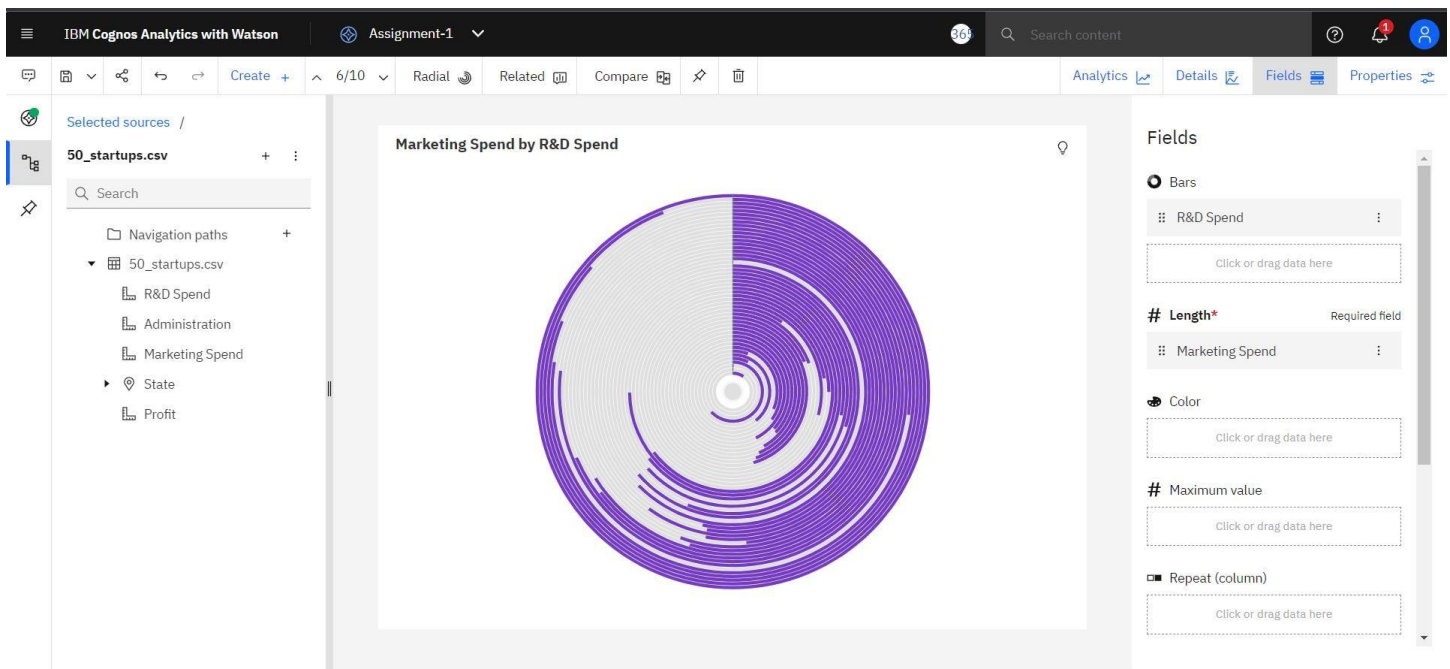 IBM Cognos Analytics with Watson
Assignment-1
365
Search content
1
Create +
6/10
Radial
Related
Compare
Analytics
Details
Fields
Properties
Selected sources /
50_startups.csv
Search
Navigation paths
50_startups.csv
R&D Spend
Administration
Marketing Spend
State
Profit
Marketing Spend by R&D Spend
Fields
Bars
R&D Spend
Click or drag data here
# Length* Required field
Marketing Spend
Color
Click or drag data here
# Maximum value
Click or drag data here
Repeat (column)
Click or drag data here